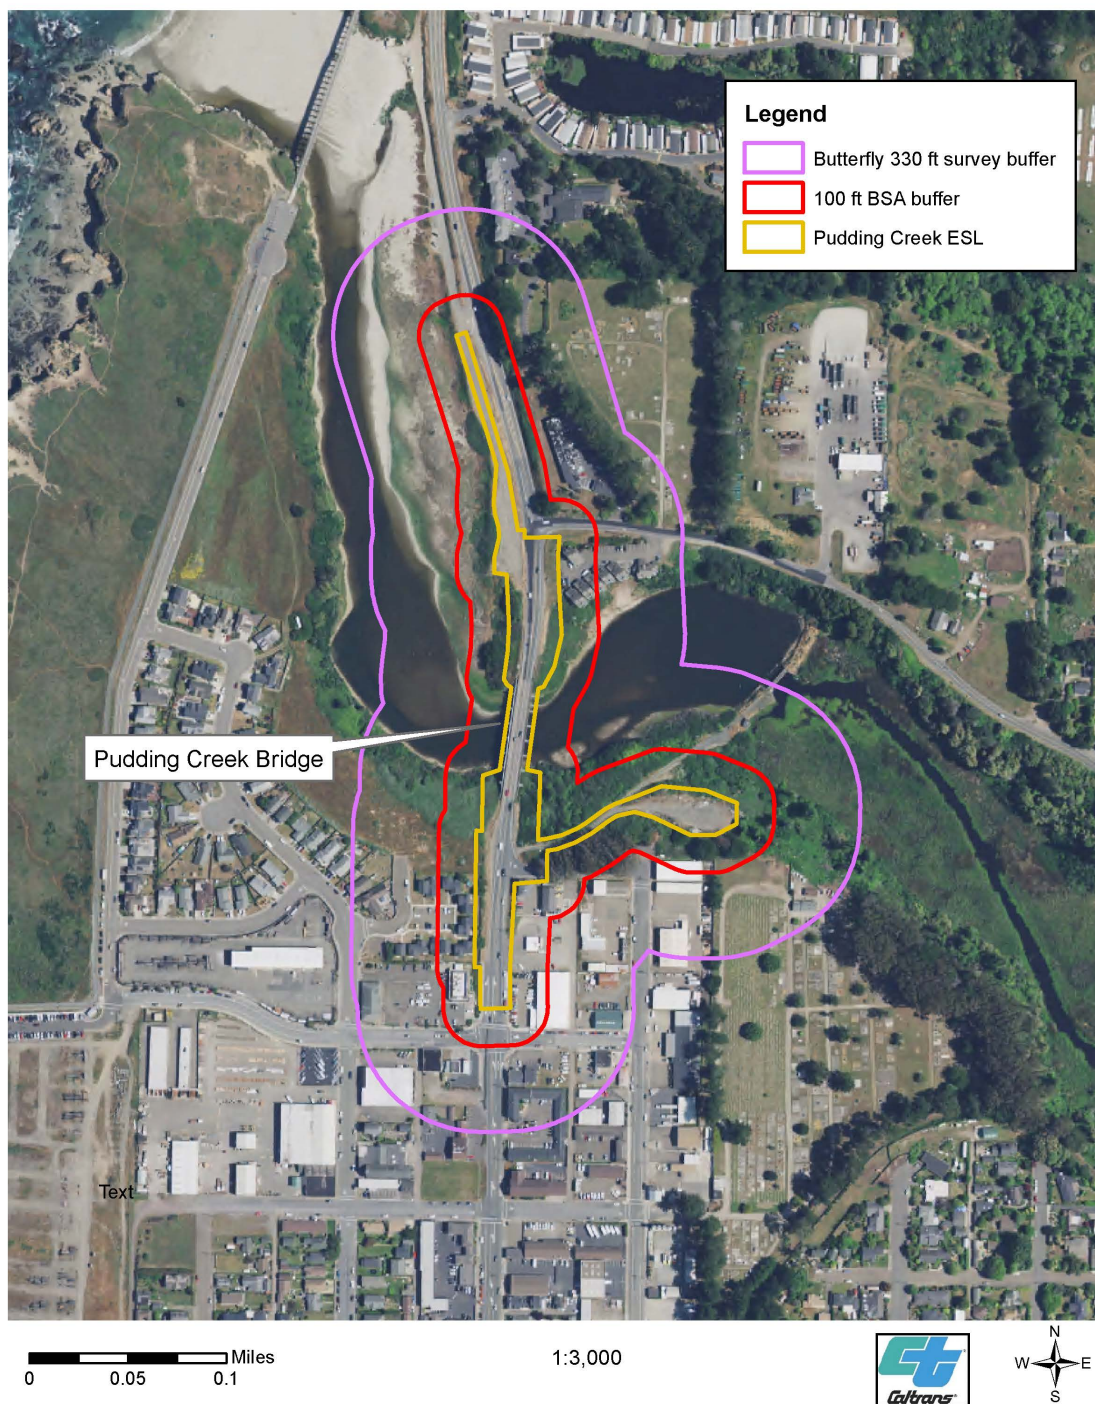 Legend
Butterfly 330 ft survey buffer
100 ft BSA buffer
Pudding Creek ESL
Pudding Creek Bridge
Text
Miles
0 0.05 0.1
1:3,000
Caltrans
N
W E
S